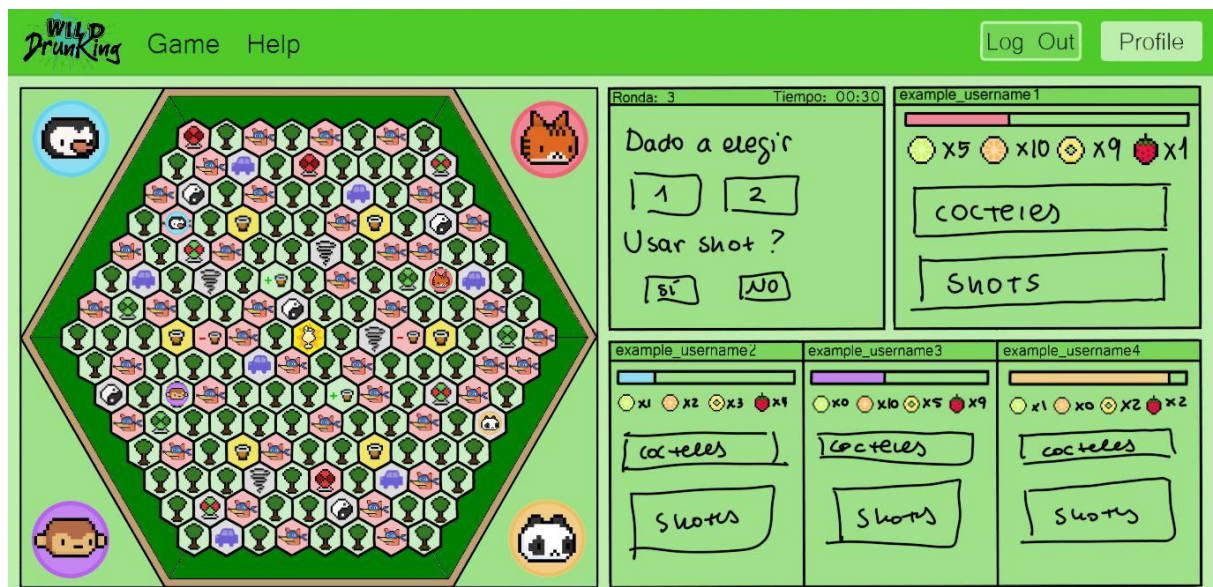 WILD
DrunKing
Game Help
Log Out
Profile
Ronda: 3 Tiempo: 00:30
Dado a elegir
1 2
Usar shot ?
sí NO
example_username1
x5 x10 x9 x1
cocteles
SHOTS
example_username2
x1 x2 x3 x4
cocteles
Shots
example_username3
x0 x10 x5 x9
cocteles
Shots
example_username4
x1 x0 x2 x2
cocteles
Shots
+
-
-
+